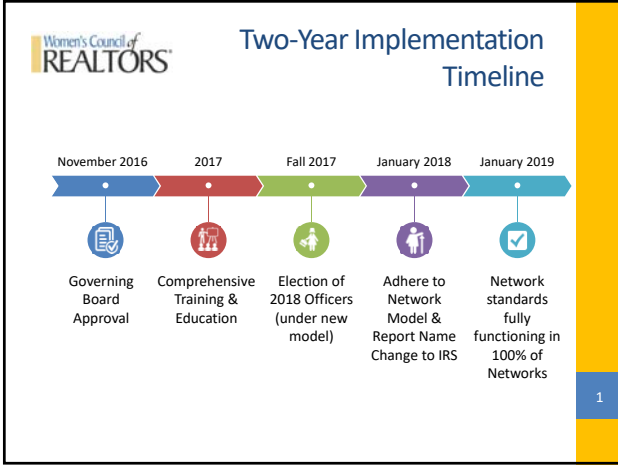 Women's Council of
REALTORS®
Two-Year Implementation
Timeline
November 2016
2017
Fall 2017
January 2018
January 2019
Governing
Board
Approval
Comprehensive
Training &
Education
Election of
2018 Officers
(under new
model)
Adhere to
Network
Model &
Report Name
Change to IRS
Network
standards
fully
functioning in
100% of
Networks
1